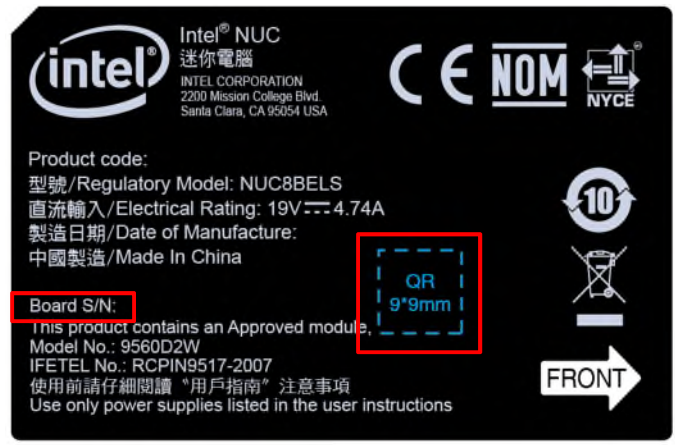 intel®
Intel® NUC
迷你電腦
INTEL CORPORATION
2200 Mission College Blvd.
Santa Clara, CA 95054 USA
CE
NOM
NYCE
Product code:
型號/Regulatory Model: NUC8BELS
直流輸入/Electrical Rating: 19V⎓4.74A
製造日期/Date of Manufacture:
中國製造/Made In China
10
QR
9*9mm
Board S/N:
This product contains an Approved module,
Model No.: 9560D2W
IFETEL No.: RCPIN9517-2007
使用前請仔細閱讀 〝用戶指南〞 注意事項
Use only power supplies listed in the user instructions
FRONT